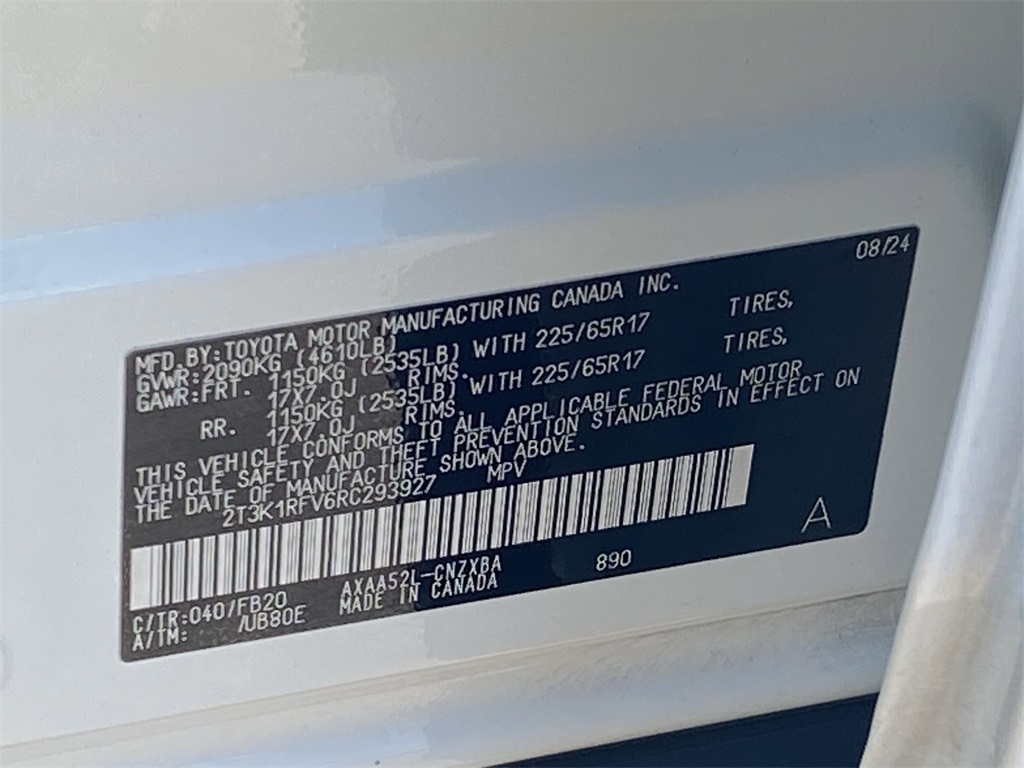 08/24
MFD. BY: TOYOTA MOTOR MANUFACTURING CANADA INC.
GVWR: 2090KG (4610LB)
GAWR: FRT. 1150KG (2535LB) WITH 225/65R17 TIRES,
17X7.0J RIMS.
RR. 1150KG (2535LB) WITH 225/65R17 TIRES,
17X7.0J RIMS.
THIS VEHICLE CONFORMS TO ALL APPLICABLE FEDERAL MOTOR
VEHICLE SAFETY AND THEFT PREVENTION STANDARDS IN EFFECT ON
THE DATE OF MANUFACTURE SHOWN ABOVE.
2T3K1RFV6RC293927 MPV
A
C/TR: 040/FB20 AXAA52L-CNZXBA 890
A/TM: /UB80E MADE IN CANADA